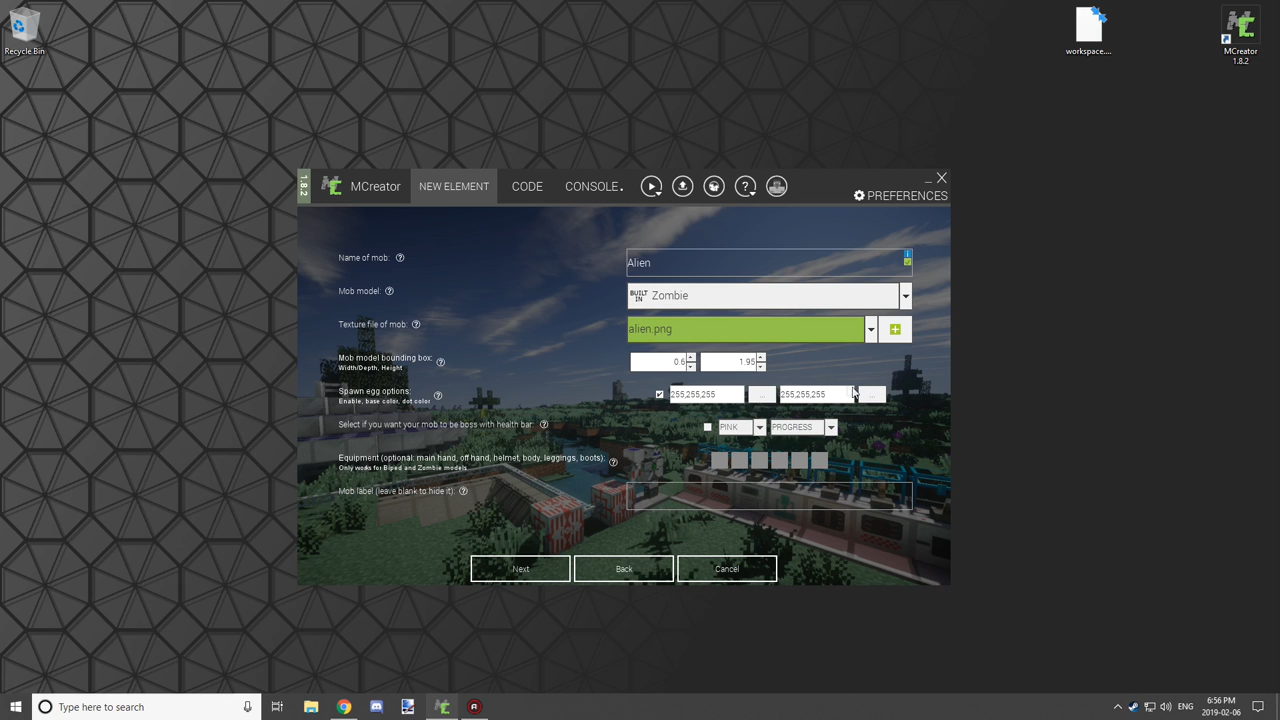 Recycle Bin
workspace....
MCreator
1.8.2
1.8.2
MCreator
NEW ELEMENT
CODE
CONSOLE.
PREFERENCES
Name of mob:
Alien
Mob model:
BUILT IN Zombie
Texture file of mob:
alien.png
Mob model bounding box:
Width/Depth, Height
0.6
1.95
Spawn egg options:
Enable, base color, dot color
255,255,255
...
255,255,255
...
Select if you want your mob to be boss with health bar:
PINK
PROGRESS
Equipment (optional: main hand, off hand, helmet, body, leggings, boots):
Only works for Biped and Zombie models
Mob label (leave blank to hide it):
Next
Back
Cancel
Type here to search
ENG
6:56 PM
2019-02-06